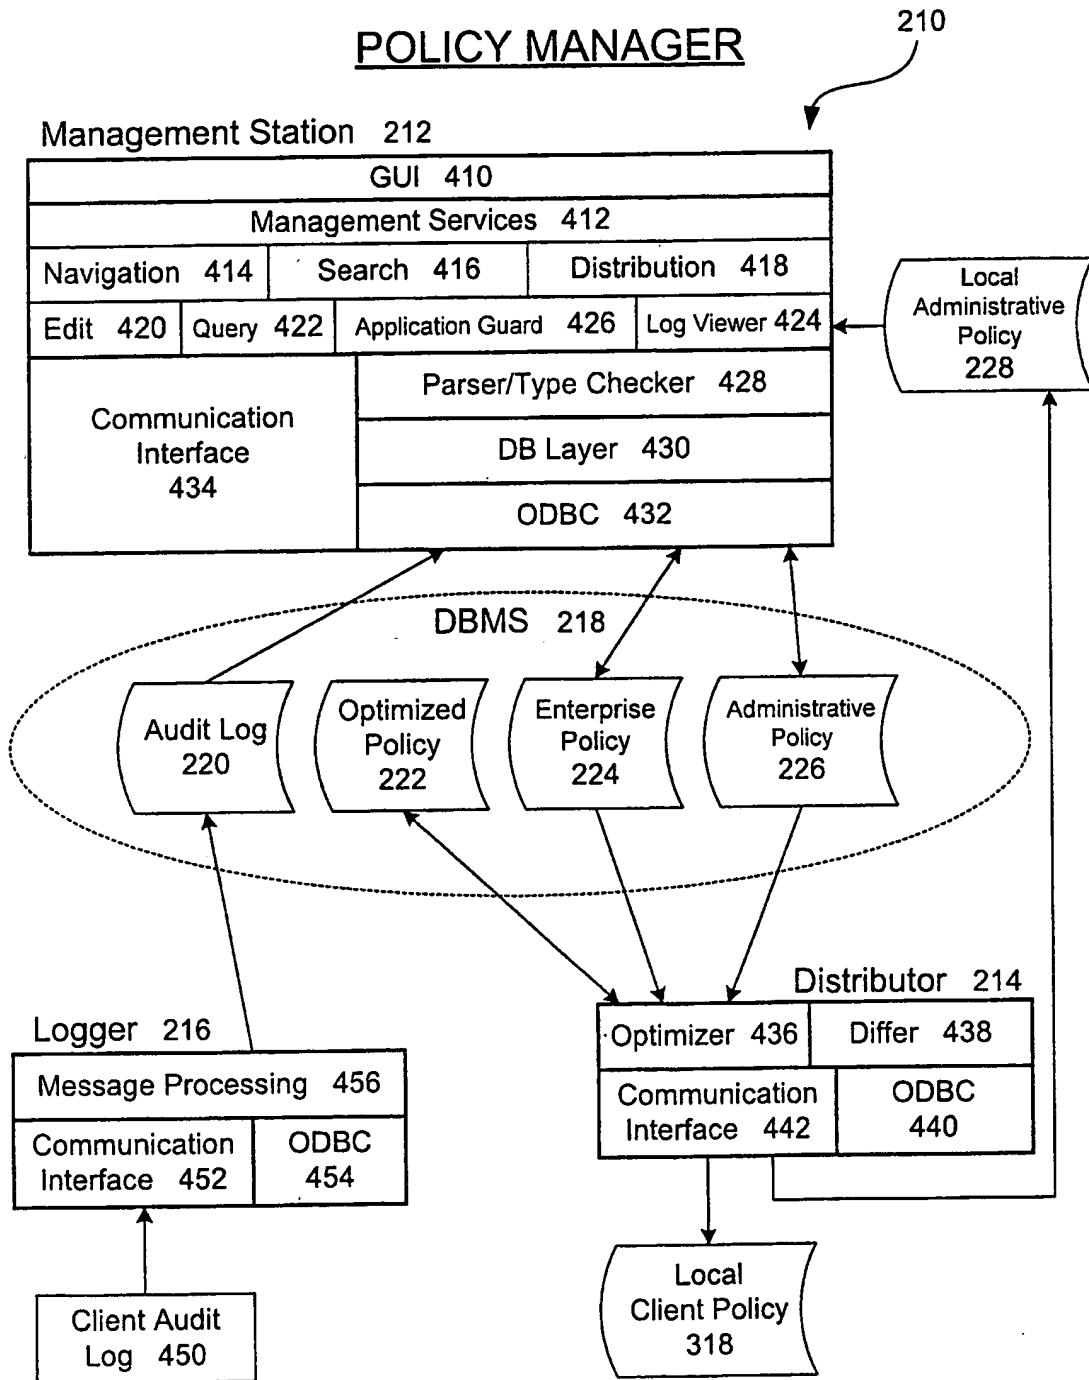 POLICY MANAGER
210
Management Station 212
GUI 410
Management Services 412
Navigation 414
Search 416
Distribution 418
Edit 420
Query 422
Application Guard 426
Log Viewer 424
Local
Administrative
Policy
228
Communication
Interface
434
Parser/Type Checker 428
DB Layer 430
ODBC 432
DBMS 218
Audit Log
220
Optimized
Policy
222
Enterprise
Policy
224
Administrative
Policy
226
Distributor 214
Optimizer 436
Differ 438
Communication
Interface 442
ODBC
440
Logger 216
Message Processing 456
Communication
Interface 452
ODBC
454
Client Audit
Log 450
Local
Client Policy
318